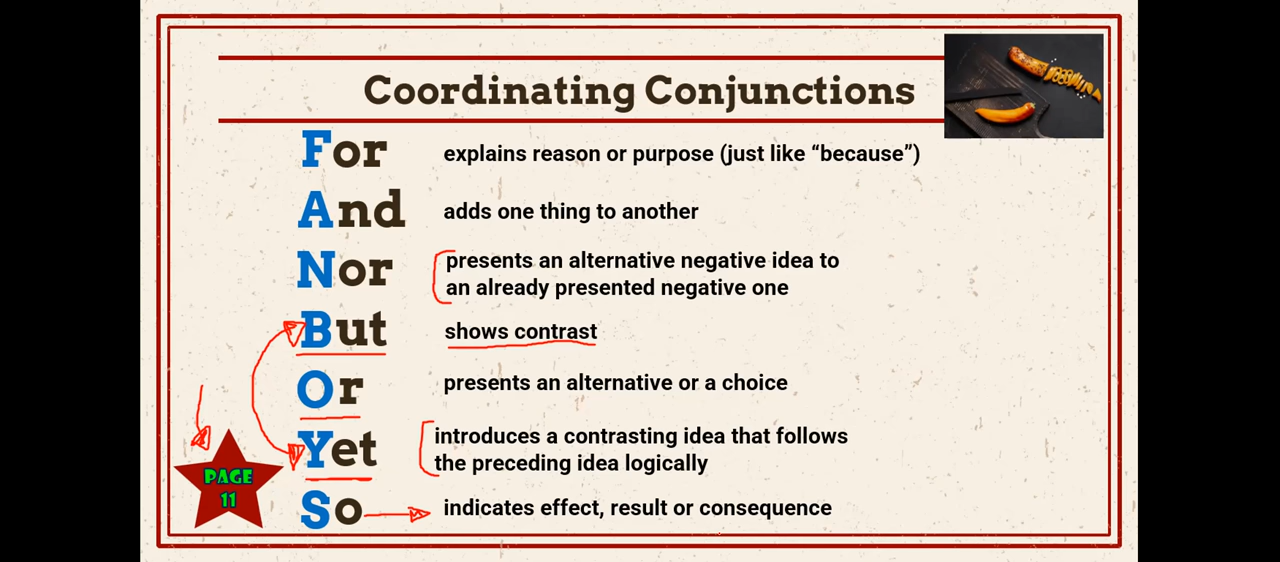 Coordinating Conjunctions
For explains reason or purpose (just like “because”)
And adds one thing to another
Nor presents an alternative negative idea to
an already presented negative one
But shows contrast
Or presents an alternative or a choice
Yet introduces a contrasting idea that follows
the preceding idea logically
So indicates effect, result or consequence
PAGE
11